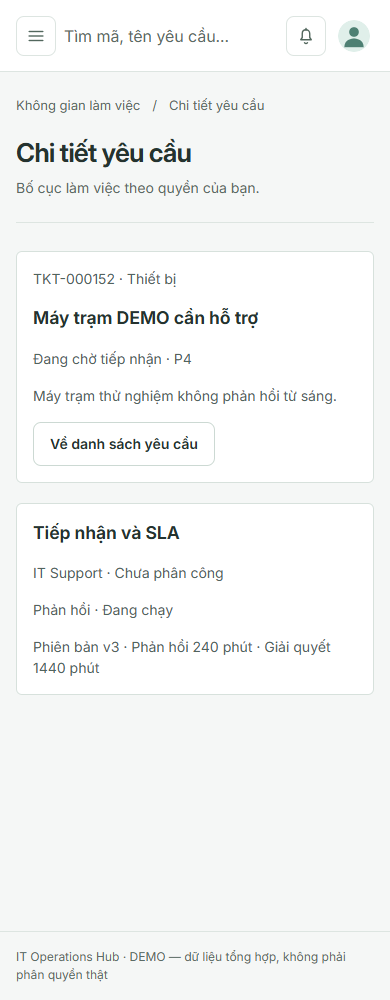 Tìm mã, tên yêu cầu...
Không gian làm việc / Chi tiết yêu cầu
Chi tiết yêu cầu
Bố cục làm việc theo quyền của bạn.
TKT-000152 · Thiết bị
Máy trạm DEMO cần hỗ trợ
Đang chờ tiếp nhận · P4
Máy trạm thử nghiệm không phản hồi từ sáng.
Về danh sách yêu cầu
Tiếp nhận và SLA
IT Support · Chưa phân công
Phản hồi · Đang chạy
Phiên bản v3 · Phản hồi 240 phút · Giải quyết
1440 phút
IT Operations Hub · DEMO — dữ liệu tổng hợp, không phải
phân quyền thật